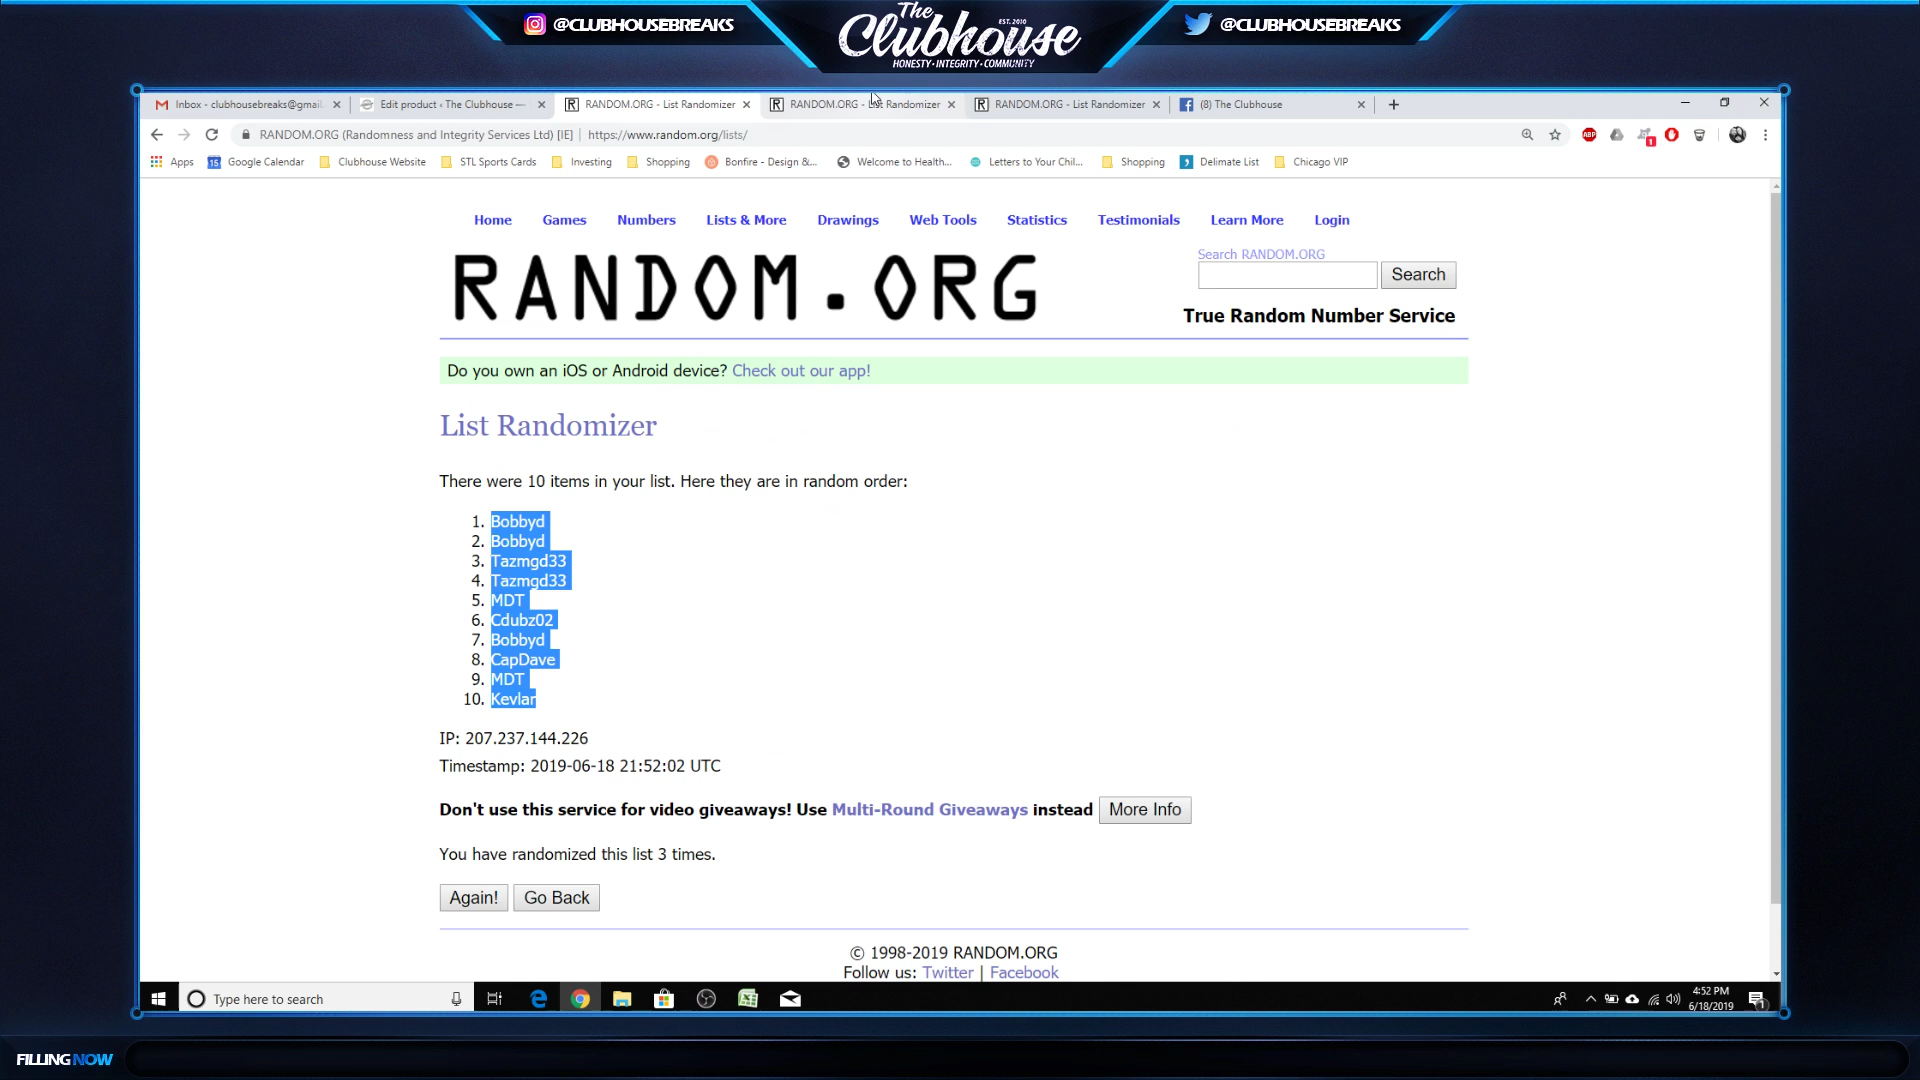 @CLUBHOUSEBREAKS
The Clubhouse
EST. 2010
HONESTY • INTEGRITY • COMMUNITY
@CLUBHOUSEBREAKS
Inbox - clubhousebreaks@gmail.
Edit product ‹ The Clubhouse —
RANDOM.ORG - List Randomizer
RANDOM.ORG - List Randomizer
RANDOM.ORG - List Randomizer
(8) The Clubhouse
RANDOM.ORG (Randomness and Integrity Services Ltd) [IE] | https://www.random.org/lists/
ABP
1
Apps
15
Google Calendar
Clubhouse Website
STL Sports Cards
Investing
Shopping
Bonfire - Design &...
Welcome to Health...
Letters to Your Chil...
Shopping
Delimate List
Chicago VIP
Home Games Numbers Lists & More Drawings Web Tools Statistics Testimonials Learn More Login
RANDOM.ORG
Search RANDOM.ORG
Search
True Random Number Service
Do you own an iOS or Android device? Check out our app!
List Randomizer
There were 10 items in your list. Here they are in random order:
1. Bobbyd
2. Bobbyd
3. Tazmgd33
4. Tazmgd33
5. MDT
6. Cdubz02
7. Bobbyd
8. CapDave
9. MDT
10. Kevlar
IP: 207.237.144.226
Timestamp: 2019-06-18 21:52:02 UTC
Don't use this service for video giveaways! Use Multi-Round Giveaways instead More Info
You have randomized this list 3 times.
Again! Go Back
© 1998-2019 RANDOM.ORG
Follow us: Twitter | Facebook
Type here to search
4:52 PM
6/18/2019
1
FILLING NOW